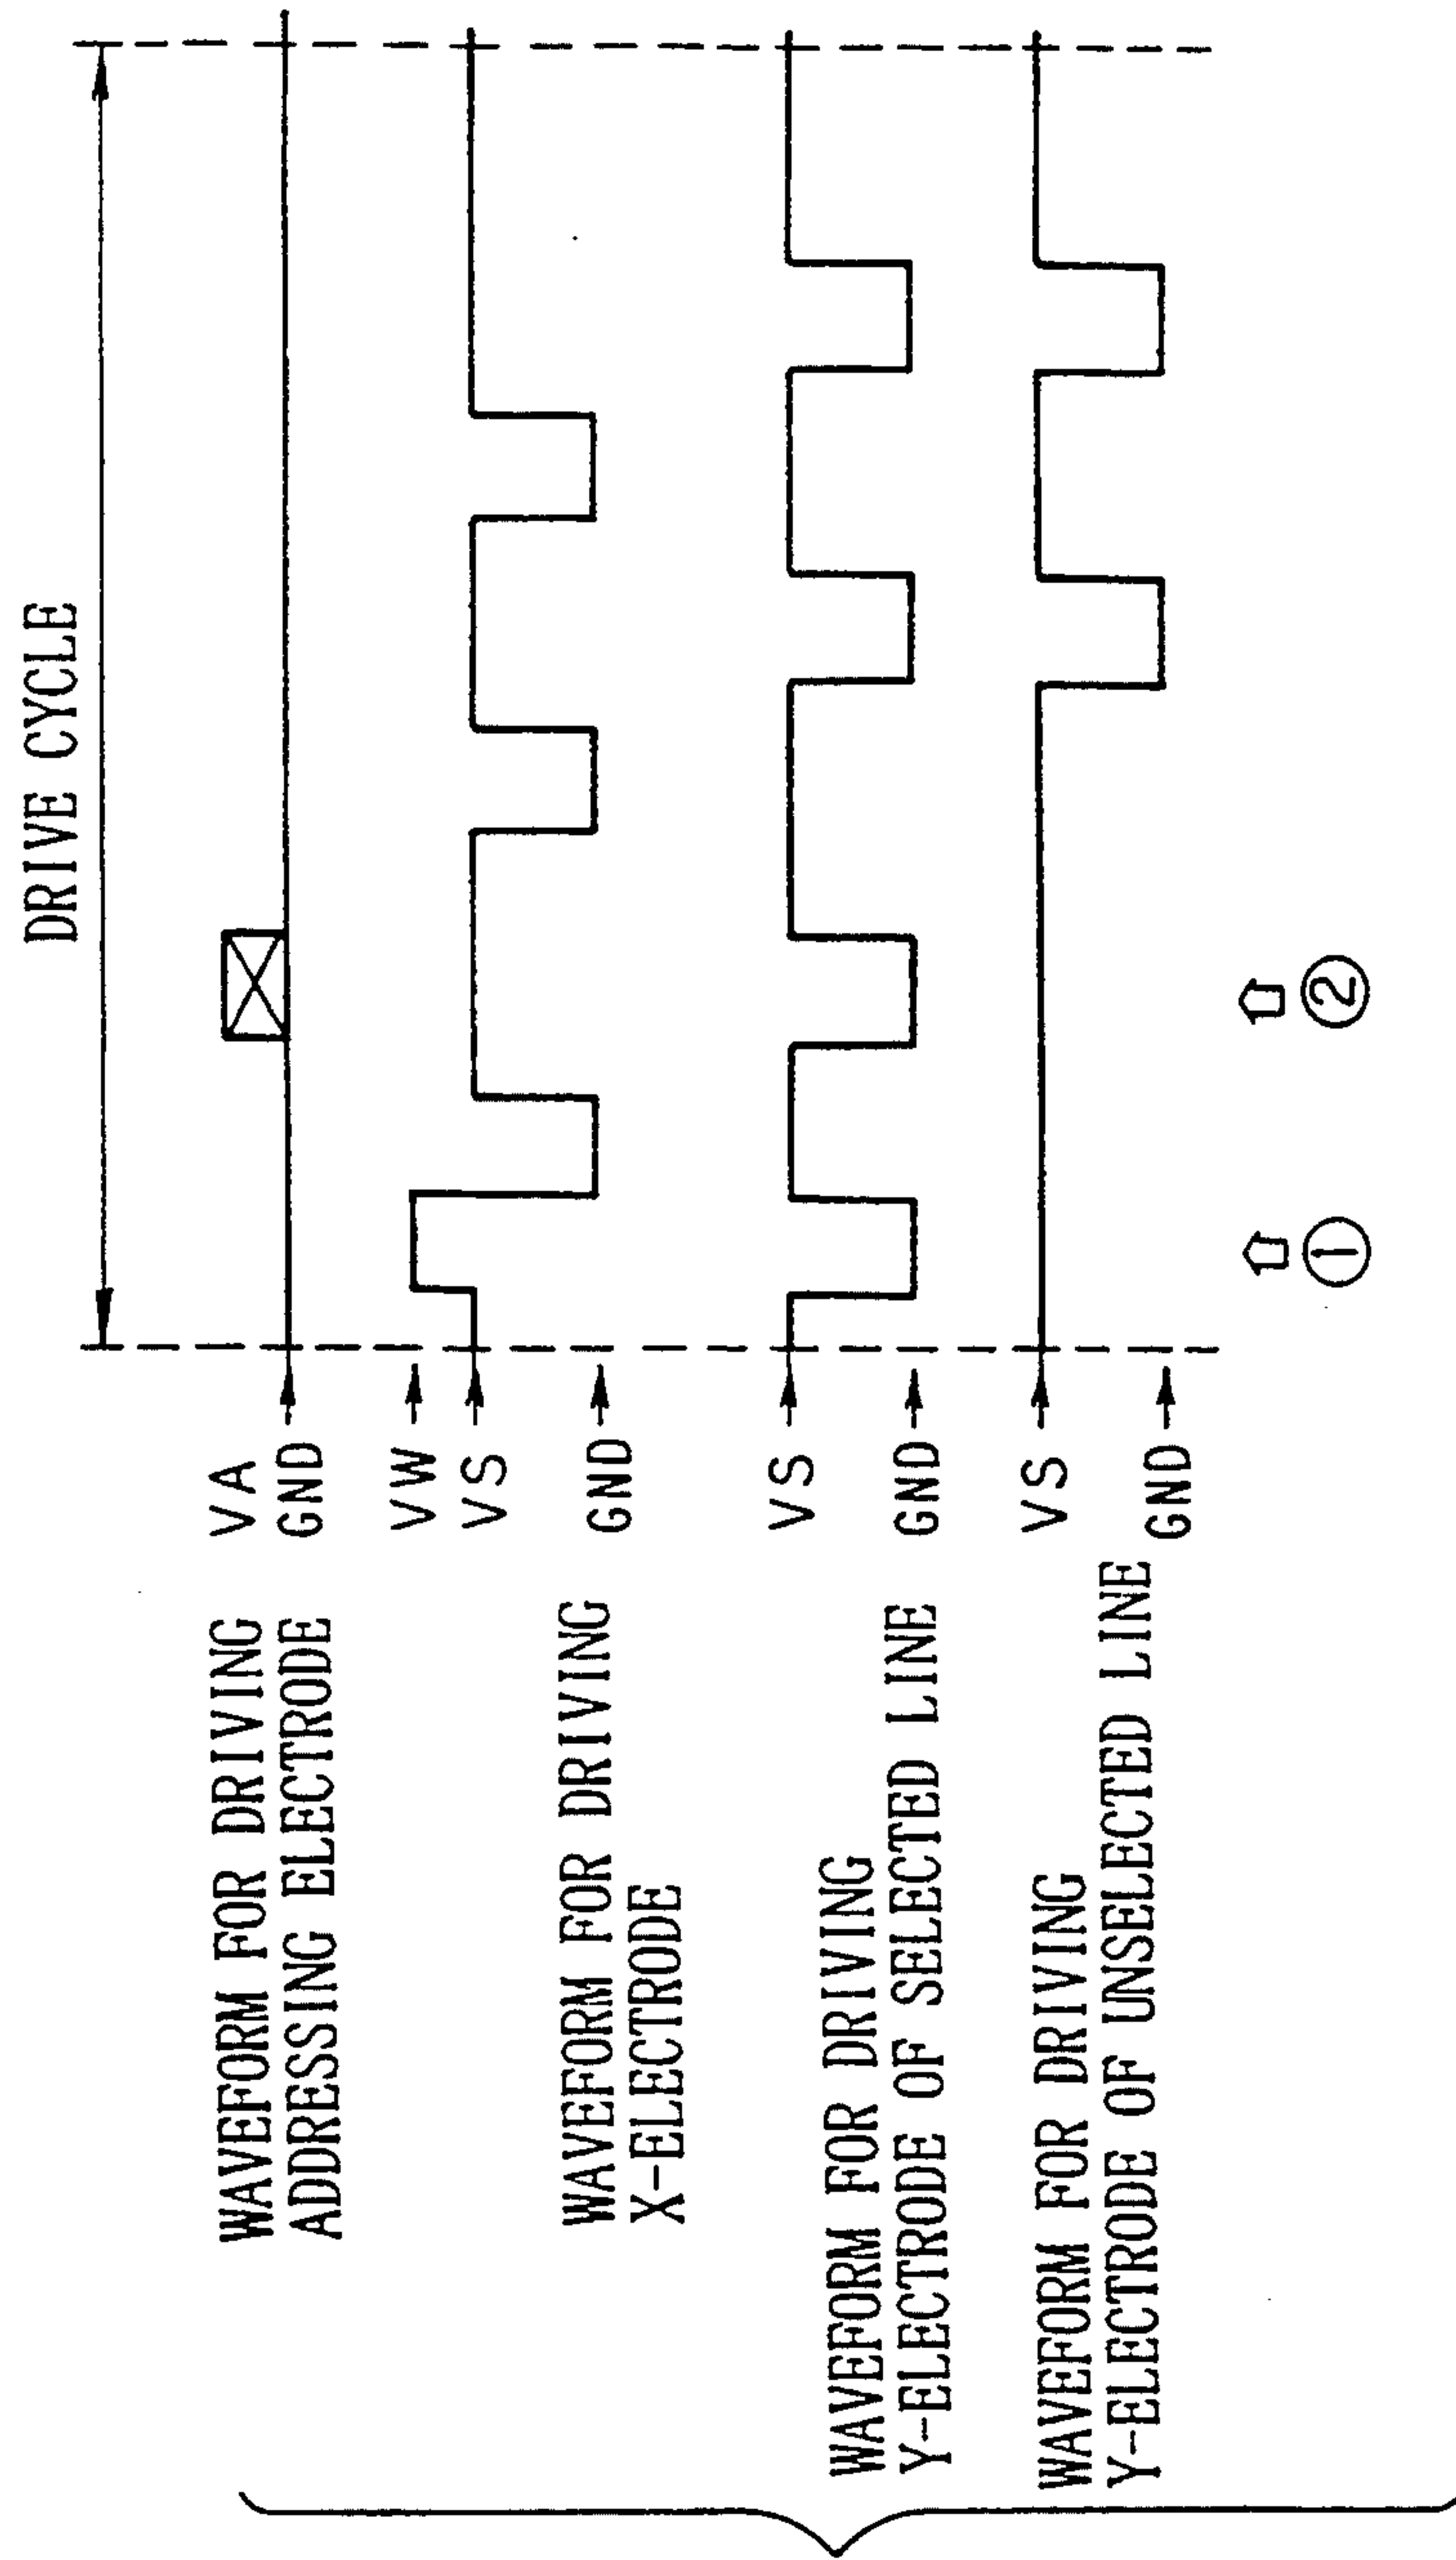 DRIVE CYCLE
WAVEFORM FOR DRIVING
ADDRESSING ELECTRODE
VA
GND
WAVEFORM FOR DRIVING
X-ELECTRODE
VW
VS
GND
WAVEFORM FOR DRIVING
Y-ELECTRODE OF SELECTED LINE
VS
GND
WAVEFORM FOR DRIVING
Y-ELECTRODE OF UNSELECTED LINE
VS
GND
① ②